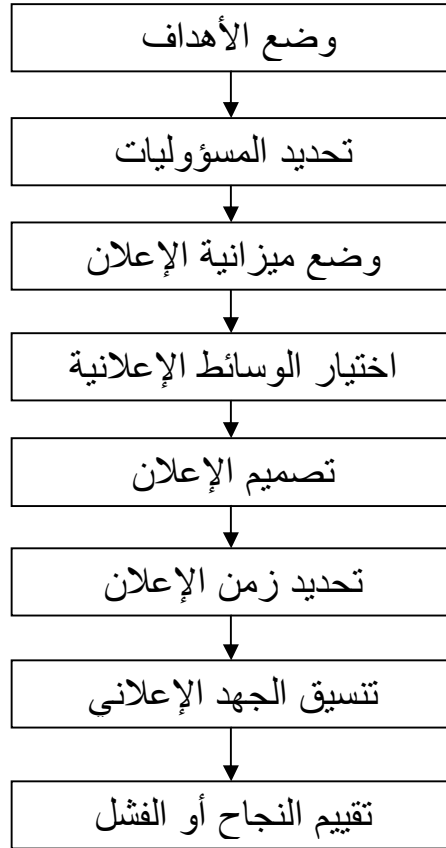 وضع الأهداف
تحديد المسؤوليات
وضع ميزانية الإعلان
اختيار الوسائط الإعلانية
تصميم الإعلان
تحديد زمن الإعلان
تنسيق الجهد الإعلاني
تقييم النجاح أو الفشل